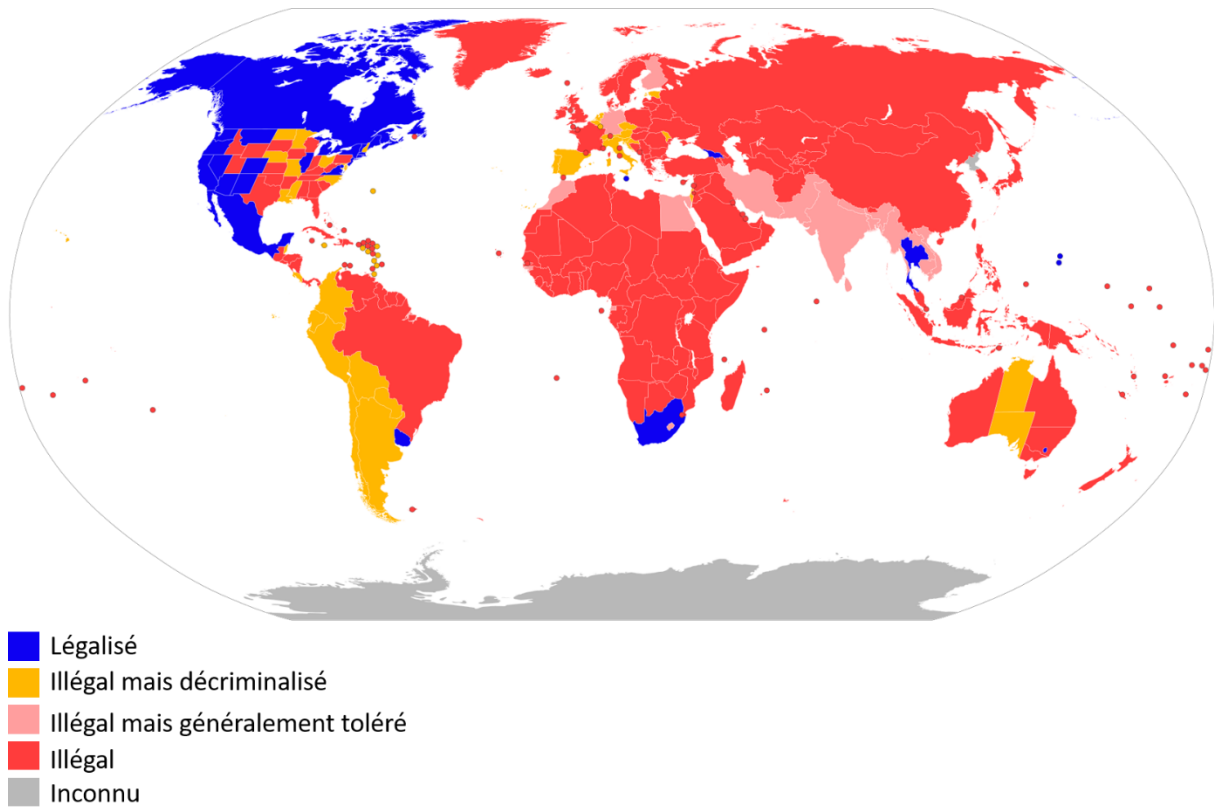 Légalisé
Illégal mais décriminalisé
Illégal mais généralement toléré
Illégal
Inconnu